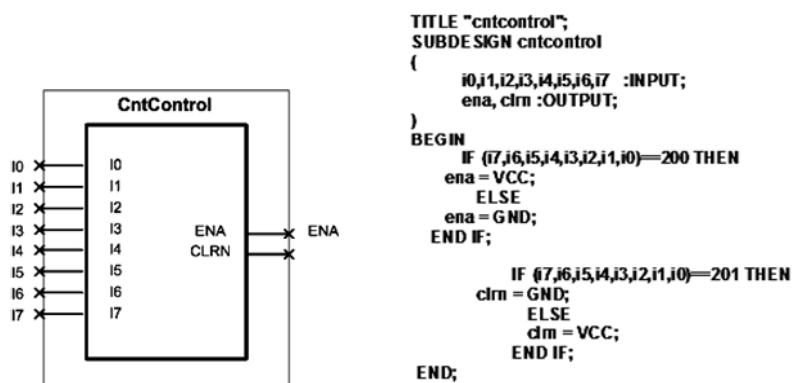 CntControl
I0 I0
I1 I1
I2 I2
I3 I3
I4 I4
I5 I5
I6 I6
I7 I7
ENA ENA
CLRN
TITLE "cntcontrol";
SUBDESIGN cntcontrol
(
i0,i1,i2,i3,i4,i5,i6,i7 :INPUT;
ena, clrn :OUTPUT;
)
BEGIN
IF (i7,i6,i5,i4,i3,i2,i1,i0)==200 THEN
ena = VCC;
ELSE
ena = GND;
END IF;
IF (i7,i6,i5,i4,i3,i2,i1,i0)==201 THEN
clrn = GND;
ELSE
clrn = VCC;
END IF;
END;